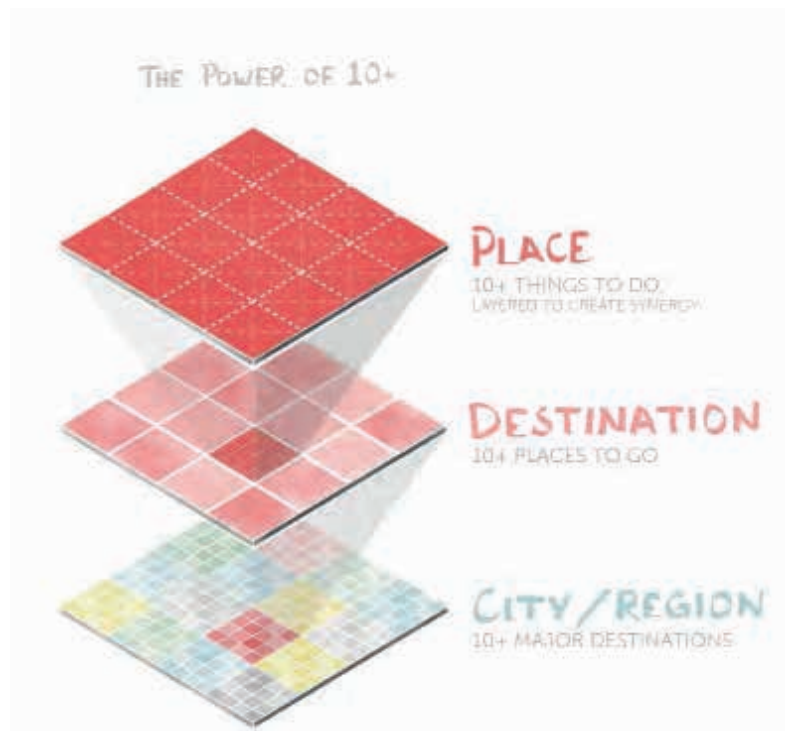 THE POWER OF 10+
PLACE
10+ THINGS TO DO,
LAYERED TO CREATE SYNERGY
DESTINATION
10+ PLACES TO GO
CITY/REGION
10+ MAJOR DESTINATIONS